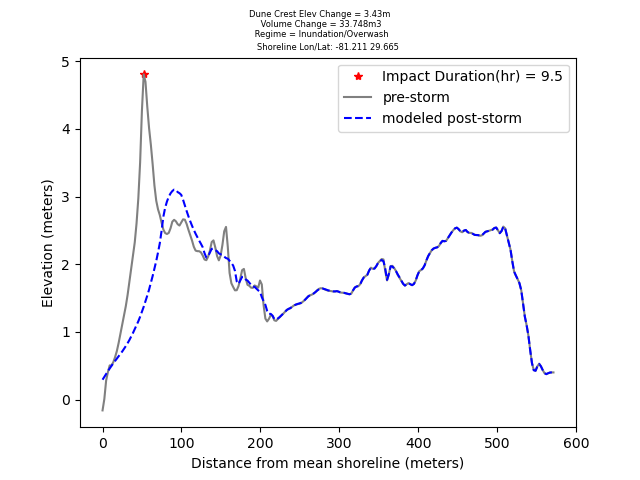 Dune Crest Elev Change = 3.43m
Volume Change = 33.748m3
Regime = Inundation/Overwash
Shoreline Lon/Lat: -81.211 29.665
Impact Duration(hr) = 9.5
pre-storm
modeled post-storm
5
4
3
2
1
0
Elevation (meters)
0 100 200 300 400 500 600
Distance from mean shoreline (meters)